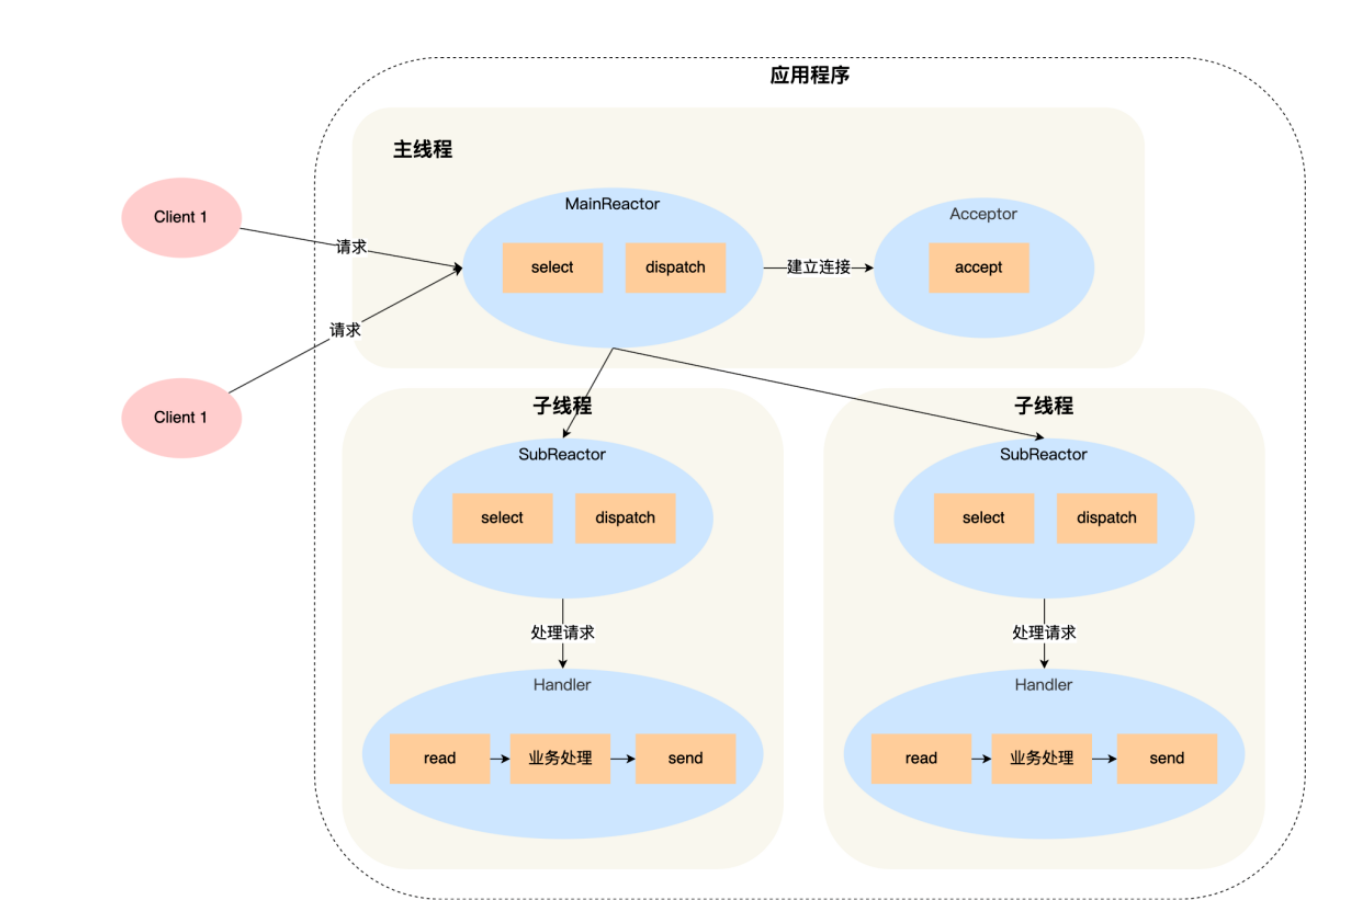 应用程序
主线程
MainReactor
Acceptor
Client 1
请求
select
dispatch
建立连接
accept
请求
Client 1
子线程
子线程
SubReactor
SubReactor
select
dispatch
select
dispatch
处理请求
处理请求
Handler
Handler
read
业务处理
send
read
业务处理
send